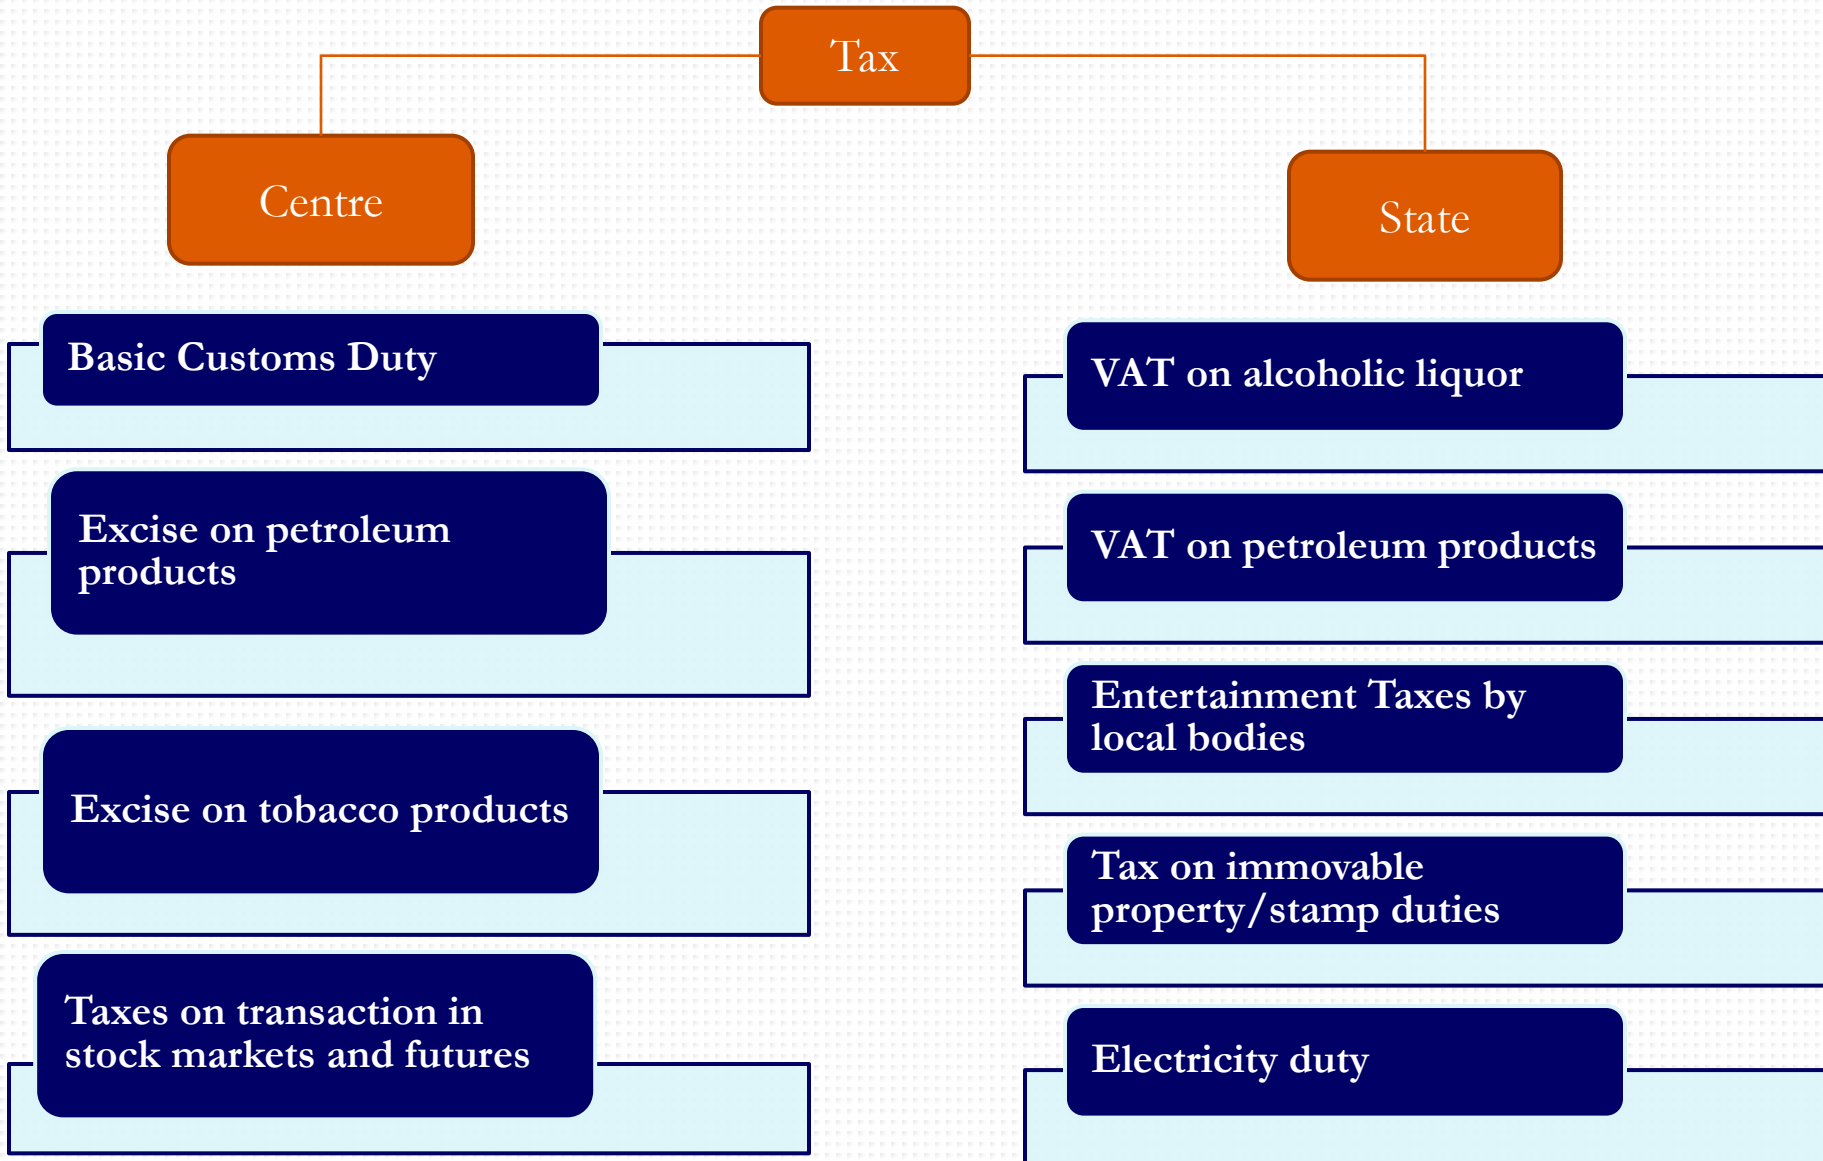 Tax
Centre
State
Basic Customs Duty
Excise on petroleum
products
Excise on tobacco products
Taxes on transaction in
stock markets and futures
VAT on alcoholic liquor
VAT on petroleum products
Entertainment Taxes by
local bodies
Tax on immovable
property/stamp duties
Electricity duty